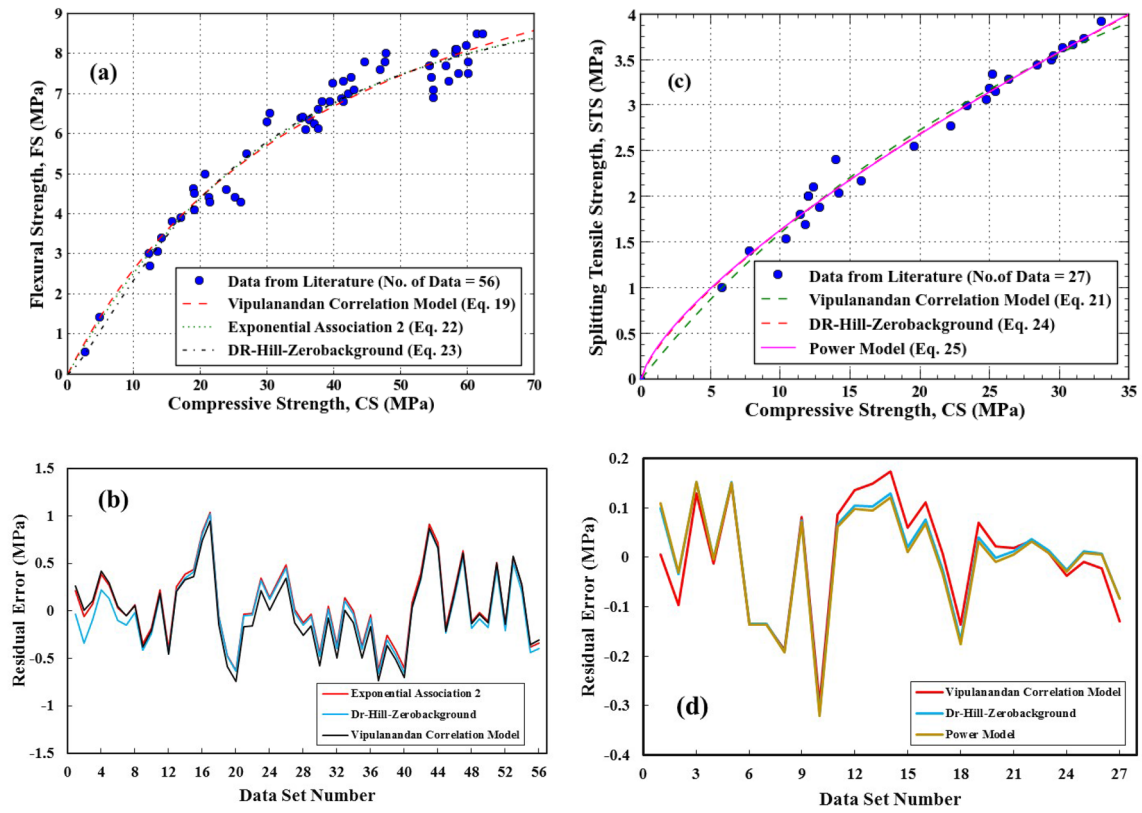 (a)
9
8
7
6
5
4
3
2
1
0
Flexural Strength, FS (MPa)
Data from Literature (No. of Data = 56)
Vipulanandan Correlation Model (Eq. 19)
Exponential Association 2 (Eq. 22)
DR-Hill-Zerobackground (Eq. 23)
0 10 20 30 40 50 60 70
Compressive Strength, CS (MPa)
(c)
4
3.5
3
2.5
2
1.5
1
0.5
0
Splitting Tensile Strength, STS (MPa)
Data from Literature (No.of Data = 27)
Vipulanandan Correlation Model (Eq. 21)
DR-Hill-Zerobackground (Eq. 24)
Power Model (Eq. 25)
0 5 10 15 20 25 30 35
Compressive Strength, CS (MPa)
(b)
1.5
1
0.5
0
-0.5
-1
-1.5
Residual Error (MPa)
Exponential Association 2
Dr-Hill-Zerobackground
Vipulanandan Correlation Model
0 4 8 12 16 20 24 28 32 36 40 44 48 52 56
Data Set Number
(d)
0.2
0.1
0
-0.1
-0.2
-0.3
-0.4
Residual Error (MPa)
Vipulanandan Correlation Model
Dr-Hill-Zerobackground
Power Model
0 3 6 9 12 15 18 21 24 27
Data Set Number